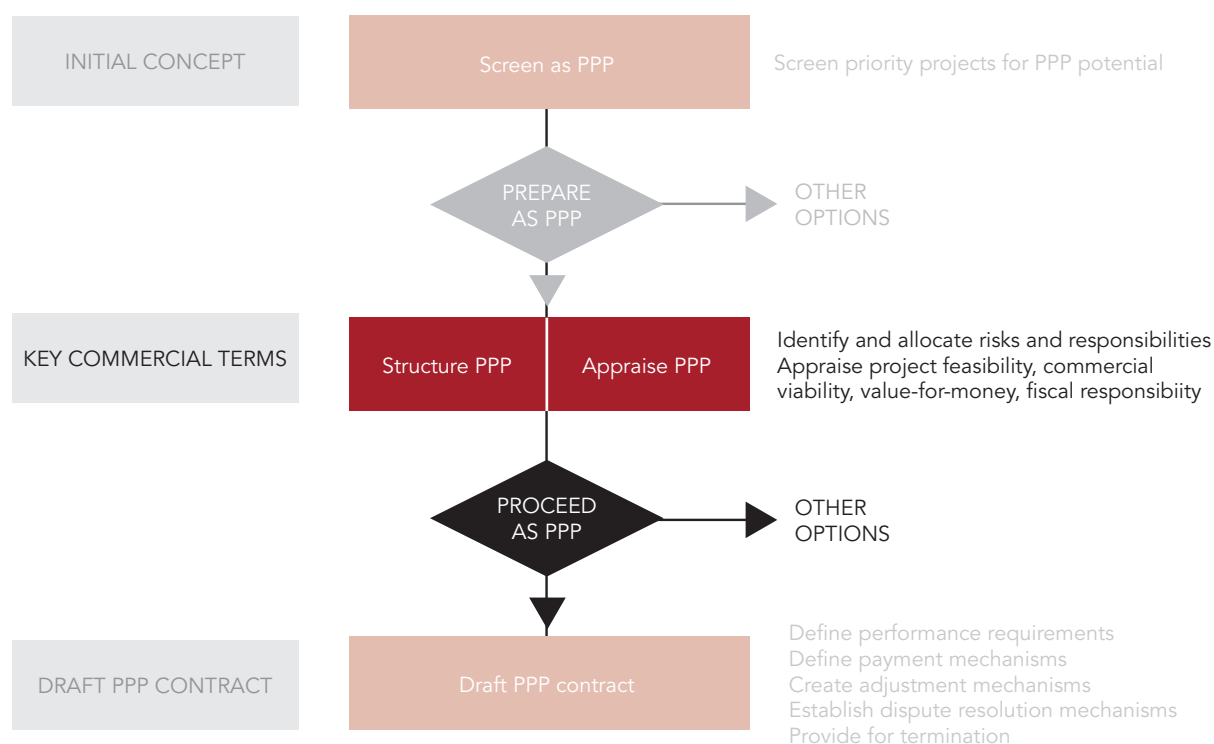 INITIAL CONCEPT
Screen as PPP
Screen priority projects for PPP potential
PREPARE
AS PPP
OTHER
OPTIONS
KEY COMMERCIAL TERMS
Structure PPP
Appraise PPP
Identify and allocate risks and responsibilities
Appraise project feasibility, commercial
viability, value-for-money, fiscal responsibiity
PROCEED
AS PPP
OTHER
OPTIONS
DRAFT PPP CONTRACT
Draft PPP contract
Define performance requirements
Define payment mechanisms
Create adjustment mechanisms
Establish dispute resolution mechanisms
Provide for termination